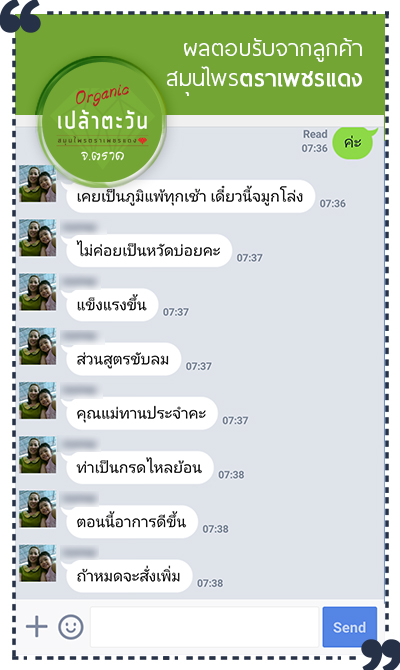 ผลตอบรับจากลูกค้า
สมุนไพรตราเพชรแดง
Organic
เปล้าตะวัน
สมุนไพรตราเพชรแดง
จ.ตราด
Read
07:36
ค่ะ
เคยเป็นภูมิแพ้ทุกเช้า เดี๋ยวนี้จมูกโล่ง
07:36
ไม่ค่อยเป็นหวัดบ่อยคะ
07:37
แข็งแรงขึ้น
07:37
ส่วนสูตรขับลม
07:37
คุณแม่ทานประจำคะ
07:37
ท่าเป็นกรดไหลย้อน
07:38
ตอนนี้อาการดีขึ้น
07:38
ถ้าหมดจะสั่งเพิ่ม
07:38
Send